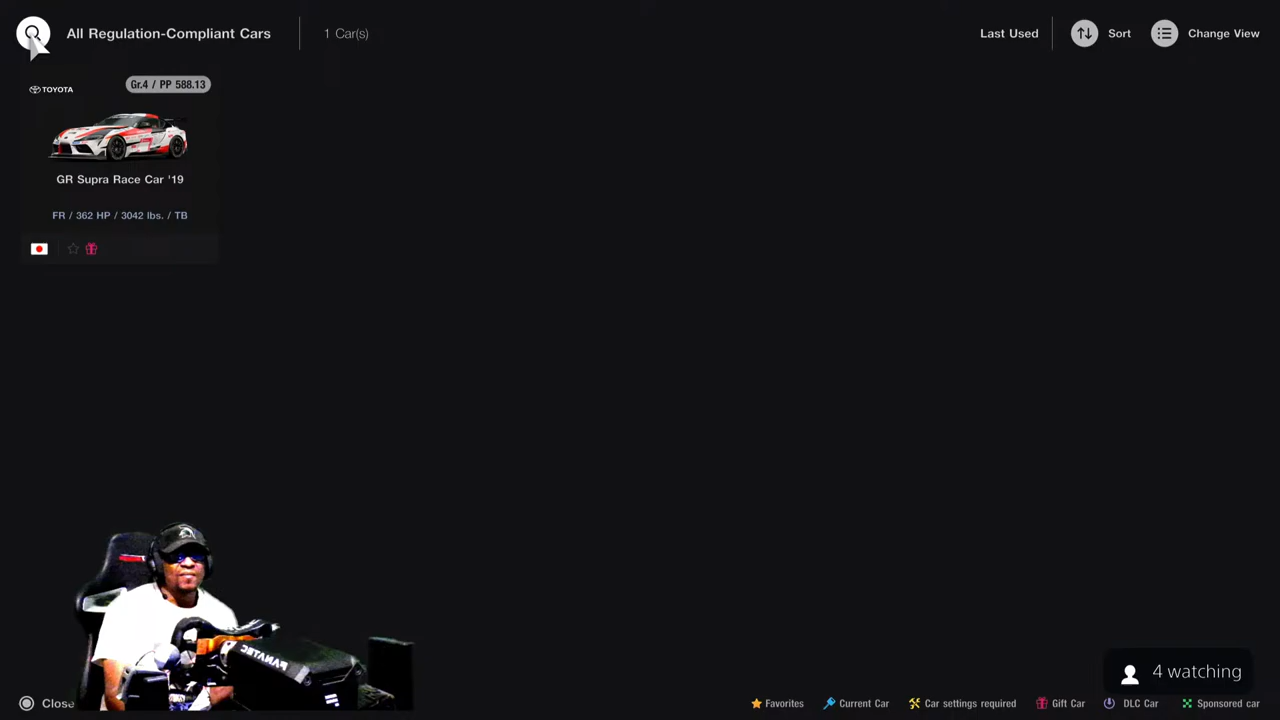 All Regulation-Compliant Cars
1 Car(s)
Last Used
Sort
Change View
TOYOTA
Gr.4 / PP 588.13
GR Supra Race Car '19
FR / 362 HP / 3042 lbs. / TB
FANATEC
4 watching
Close
Favorites
Current Car
Car settings required
Gift Car
DLC Car
Sponsored car